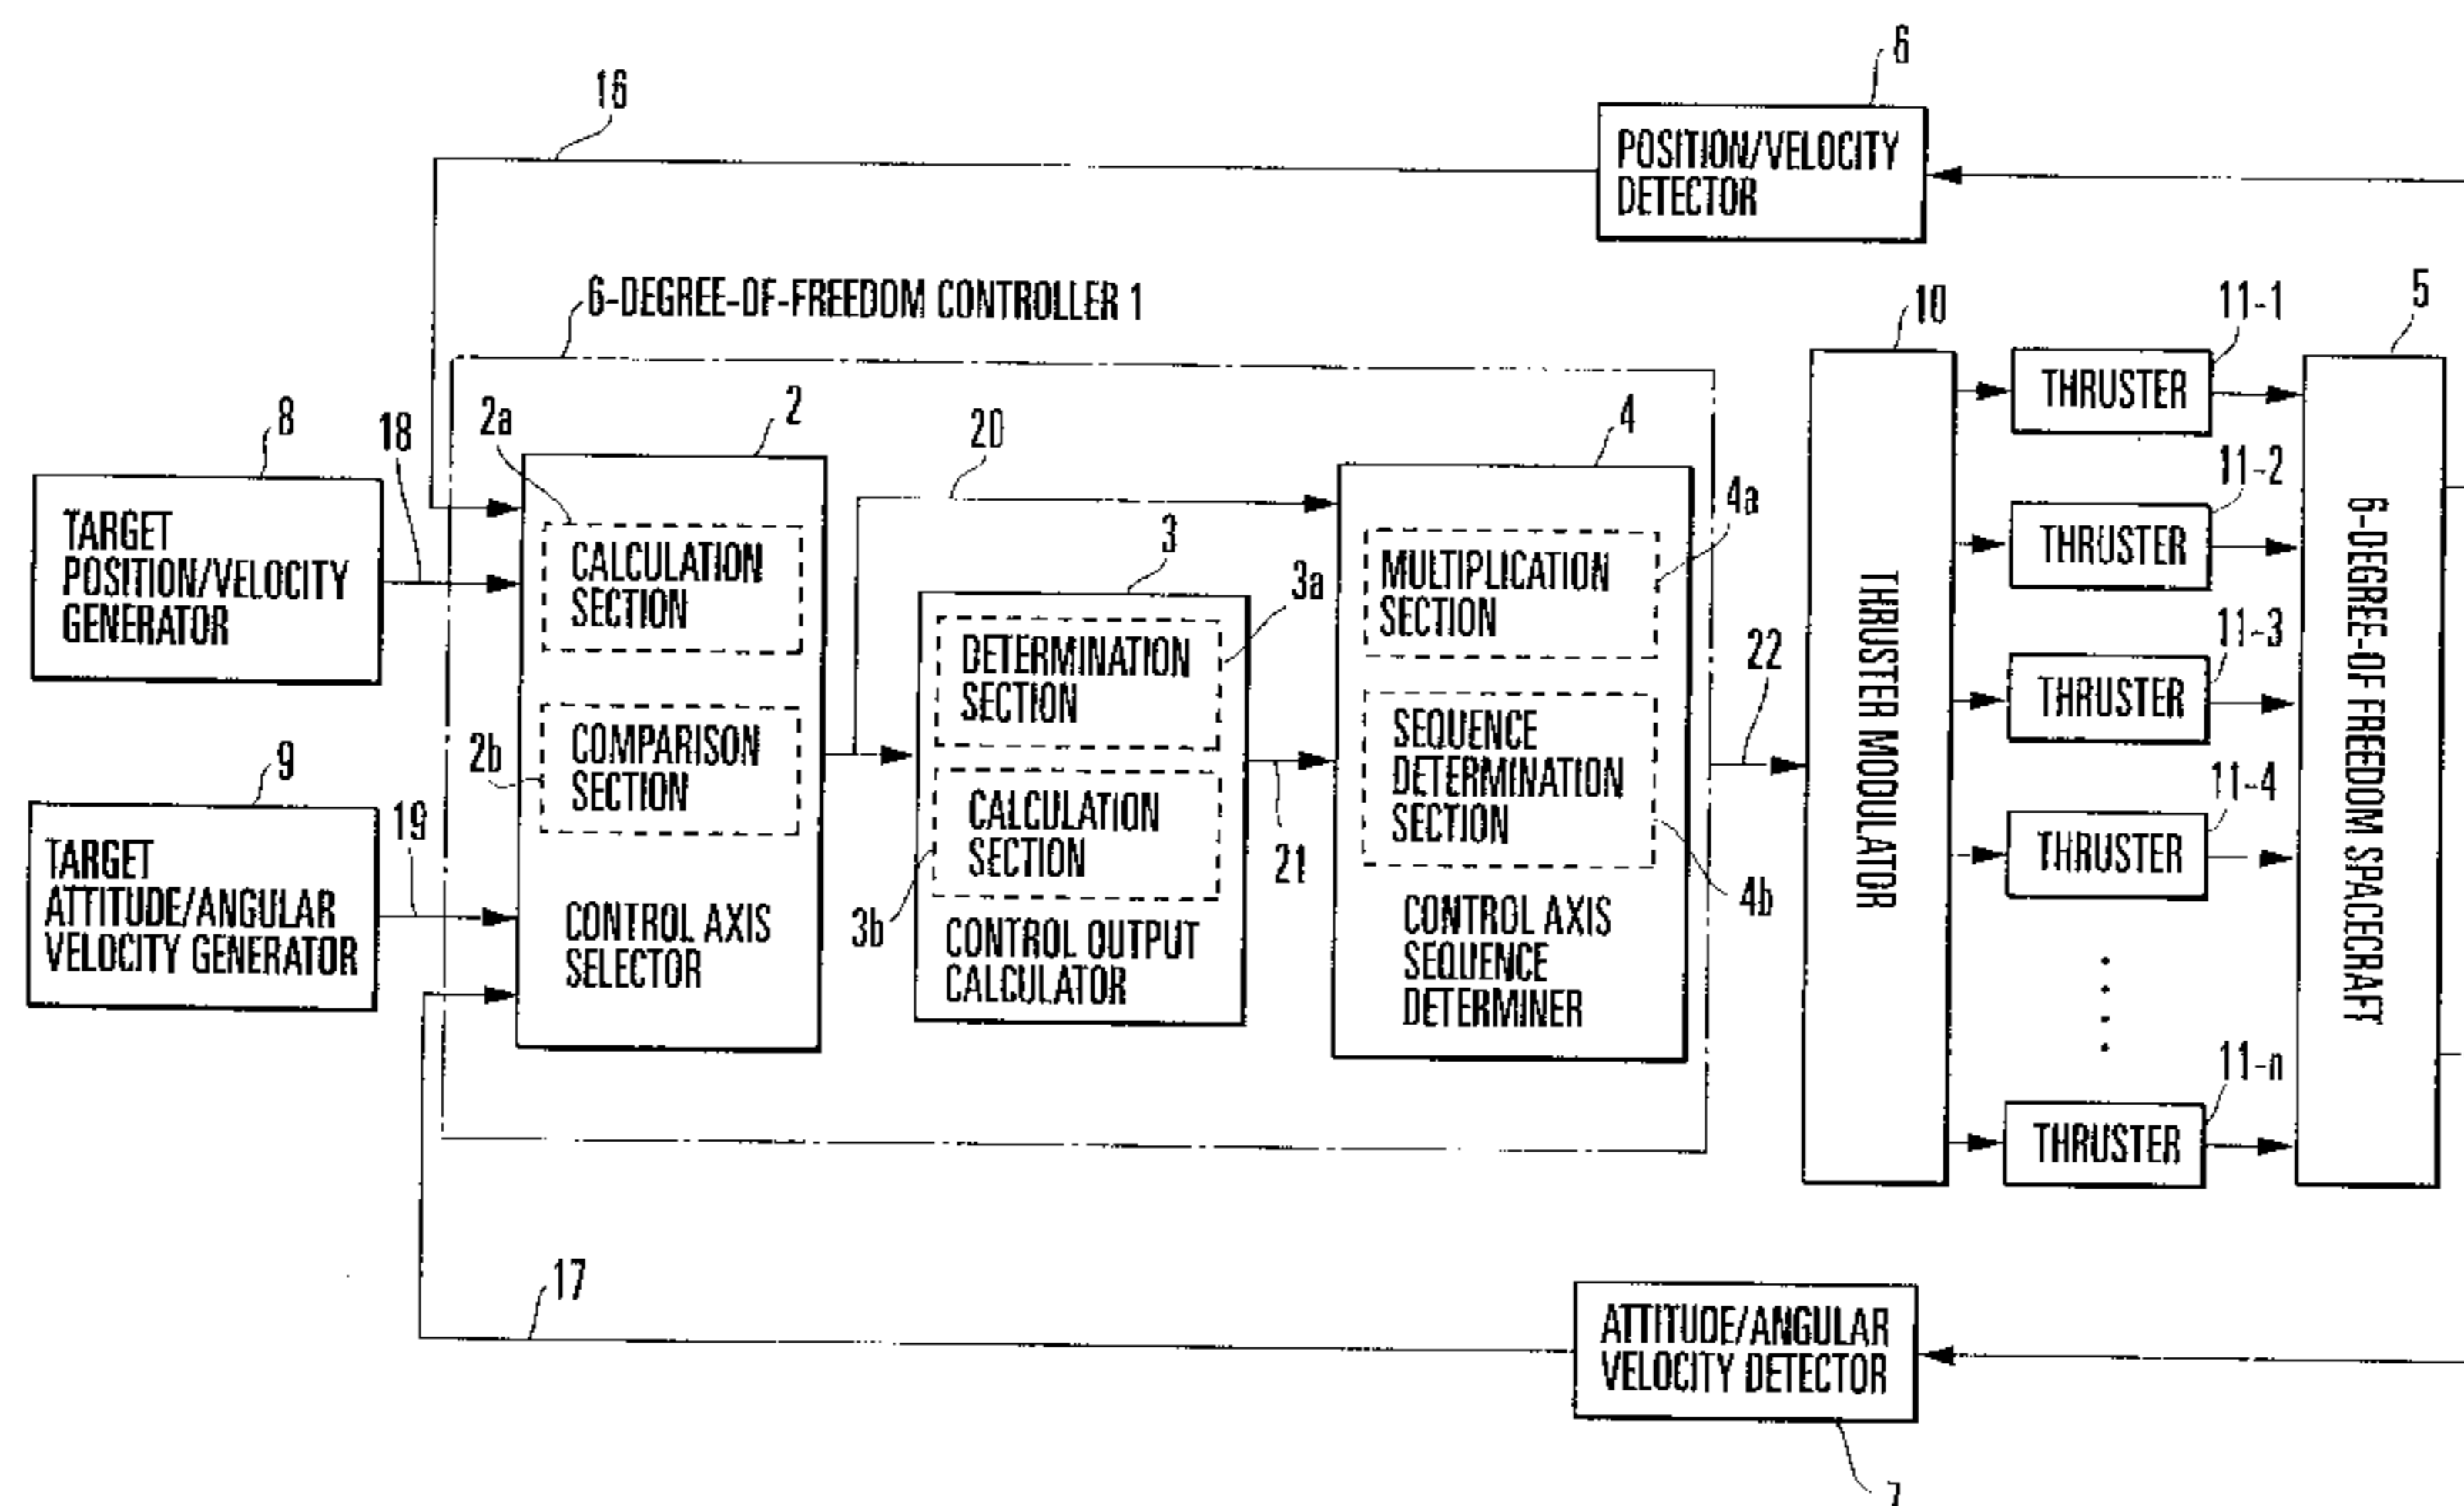 6
16
POSITION/VELOCITY
DETECTOR
6-DEGREE-OF-FREEDOM CONTROLLER 1
10
11-1
5
THRUSTER
8
18
2a
2
20
4
11-2
TARGET
POSITION/VELOCITY
GENERATOR
CALCULATION
SECTION
3
3a
MULTIPLICATION
SECTION
4a
THRUSTER
DETERMINATION
SECTION
22
11-3
THRUSTER
2b
COMPARISON
SECTION
SEQUENCE
DETERMINATION
SECTION
THRUSTER MODULATOR
6-DEGREE-OF FREEDOM SPACECRAFT
9
19
CALCULATION
SECTION
21
11-4
THRUSTER
TARGET
ATTITUDE/ANGULAR
VELOCITY GENERATOR
CONTROL AXIS
SELECTOR
3b
CONTROL OUTPUT
CALCULATOR
4b
CONTROL AXIS
SEQUENCE
DETERMINER
11-n
THRUSTER
17
ATTITUDE/ANGULAR
VELOCITY DETECTOR
7